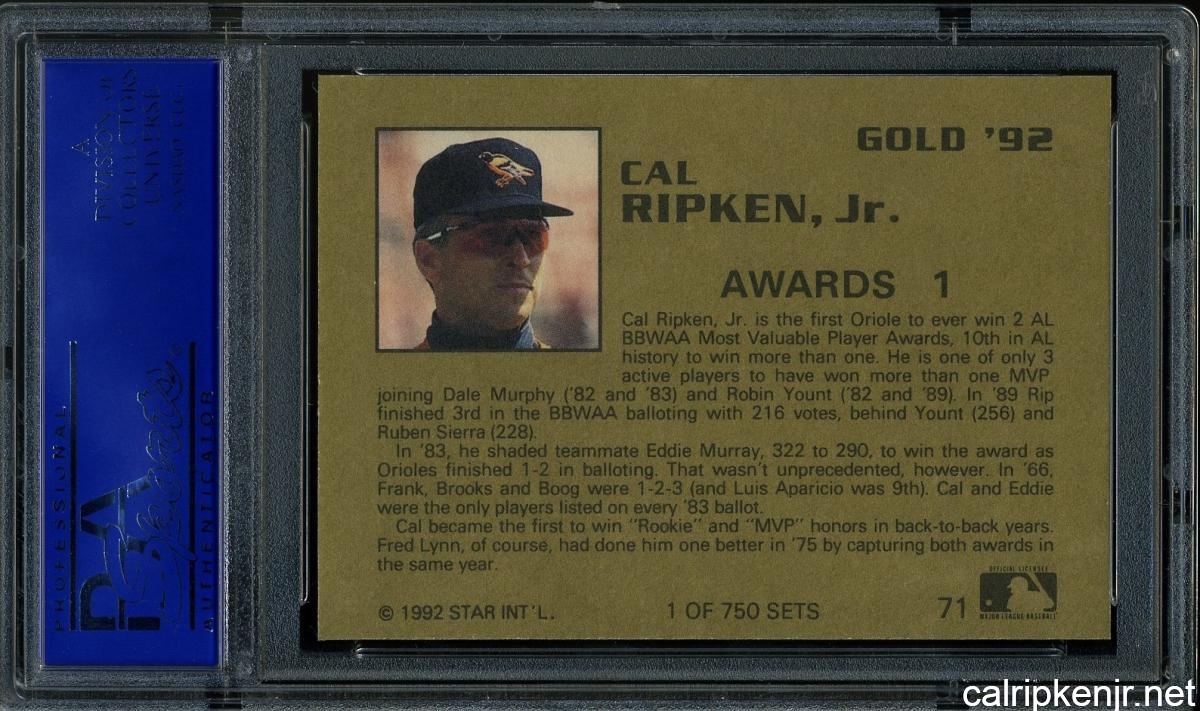 A
DIVISION OF
COLLECTORS
UNIVERSE
NASDAQ: CLCT
PROFESSIONAL
PSA
Sports
AUTHENTICATOR
GOLD '92
CAL
RIPKEN, Jr.
AWARDS 1
Cal Ripken, Jr. is the first Oriole to ever win 2 AL
BBWAA Most Valuable Player Awards, 10th in AL
history to win more than one. He is one of only 3
active players to have won more than one MVP
joining Dale Murphy ('82 and '83) and Robin Yount ('82 and '89). In '89 Rip
finished 3rd in the BBWAA balloting with 216 votes, behind Yount (256) and
Ruben Sierra (228).
In '83, he shaded teammate Eddie Murray, 322 to 290, to win the award as
Orioles finished 1-2 in balloting. That wasn't unprecedented, however. In '66,
Frank, Brooks and Boog were 1-2-3 (and Luis Aparicio was 9th). Cal and Eddie
were the only players listed on every '83 ballot.
Cal became the first to win "Rookie" and "MVP" honors in back-to-back years.
Fred Lynn, of course, had done him one better in '75 by capturing both awards in
the same year.
© 1992 STAR INT'L.
1 OF 750 SETS
71
OFFICIAL LICENSEE
MAJOR LEAGUE BASEBALL
calripkenjr.net